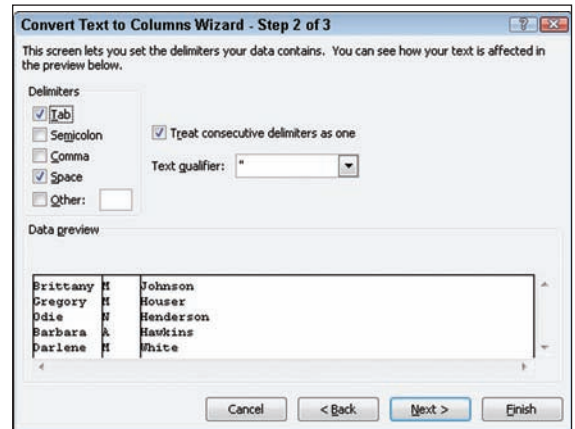 Convert Text to Columns Wizard - Step 2 of 3
This screen lets you set the delimiters your data contains. You can see how your text is affected in
the preview below.
Delimiters
Tab
Semicolon
Comma
Space
Other:
Treat consecutive delimiters as one
Text qualifier: "
Data preview
Brittany M Johnson
Gregory M Houser
Odie N Henderson
Barbara A Hawkins
Darlene M White
Cancel < Back Next > Finish